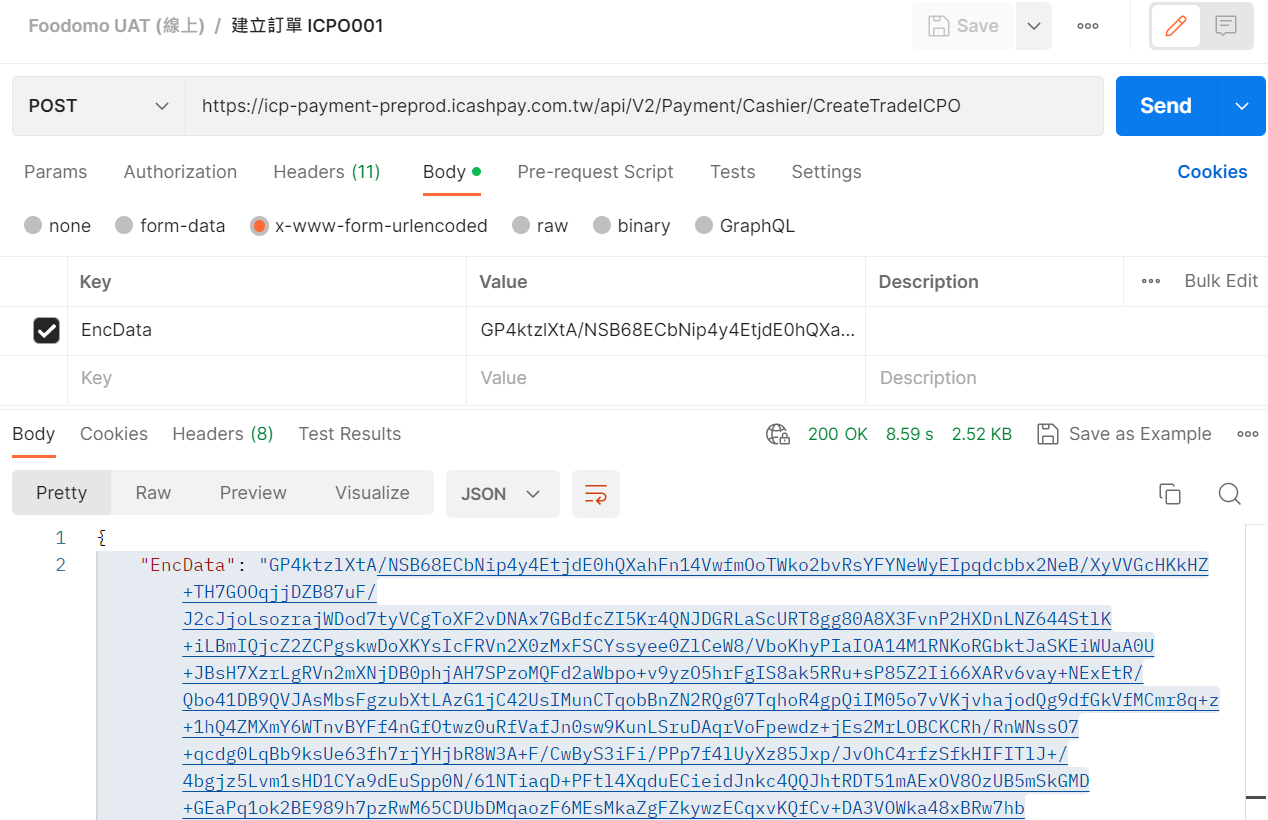 Foodomo UAT (線上) / 建立訂單 ICPO001
Save
POST
https://icp-payment-preprod.icashpay.com.tw/api/V2/Payment/Cashier/CreateTradeICPO
Send
Params Authorization Headers (11) Body Pre-request Script Tests Settings Cookies
none form-data x-www-form-urlencoded raw binary GraphQL
Key Value Description Bulk Edit
EncData GP4ktzlXtA/NSB68ECbNip4y4EtjdE0hQXa...
Key Value Description
Body Cookies Headers (8) Test Results 200 OK 8.59 s 2.52 KB Save as Example
Pretty Raw Preview Visualize JSON
1 {
2 "EncData": "GP4ktzlXtA/NSB68ECbNip4y4EtjdE0hQXahFn14VwfmOoTWko2bvRsYFYNeWyEIpqdcbbx2NeB/XyVVGcHKkHZ
+TH7GOOqjjDZB87uF/
J2cJjoLsozrajWDod7tyVCgToXF2vDNAx7GBdfcZI5Kr4QNJDGRLaScURT8gg80A8X3FvnP2HXDnLNZ644StlK
+iLBmIQjcZ2ZCPgskwDoXKYsIcFRVn2X0zMxFSCYssyee0ZlCeW8/VboKhyPIaIOA14M1RNKoRGbktJaSKEiWUaA0U
+JBsH7XzrLgRVn2mXNjDB0phjAH7SPzoMQFd2aWbpo+v9yzO5hrFgIS8ak5RRu+sP85Z2Ii66XARv6vay+NExEtR/
Qbo41DB9QVJAsMbsFgzubXtLAzG1jC42UsIMunCTqobBnZN2RQg07TqhoR4gpQiIM05o7vVKjvhajodQg9dfGkVfMCmr8q+z
+1hQ4ZMXmY6WTnvBYFf4nGfOtwz0uRfVafJn0sw9KunLSruDAqrVoFpewdz+jEs2MrLOBCKCRh/RnWNssO7
+qcdg0LqBb9ksUe63fh7rjYHjbR8W3A+F/CwByS3iFi/PPp7f4lUyXz85Jxp/JvOhC4rfzSfkHIFITlJ+/
4bgjz5Lvm1sHD1CYa9dEuSpp0N/61NTiaqD+PFtl4XqduECieidJnkc4QQJhtRDT51mAExOV8OzUB5mSkGMD
+GEaPq1ok2BE989h7pzRwM65CDUbDMqaozF6MEsMkaZgFZkywzECqxvKQfCv+DA3VOWka48xBRw7hb